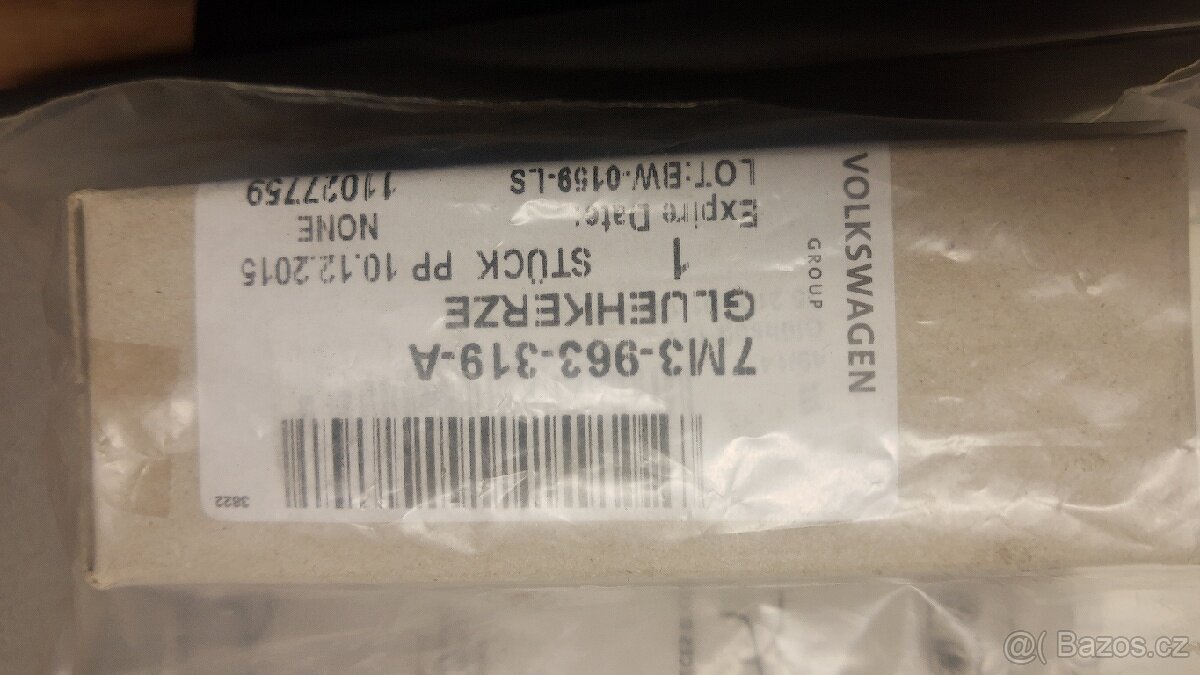 3822
7M3-963-319-A
GLUEHKERZE
1 STÜCK PP 10.12.2015
Expire Date: NONE
LOT:BW-0159-LS 11027759
VOLKSWAGEN
GROUP
@( Bazos.cz